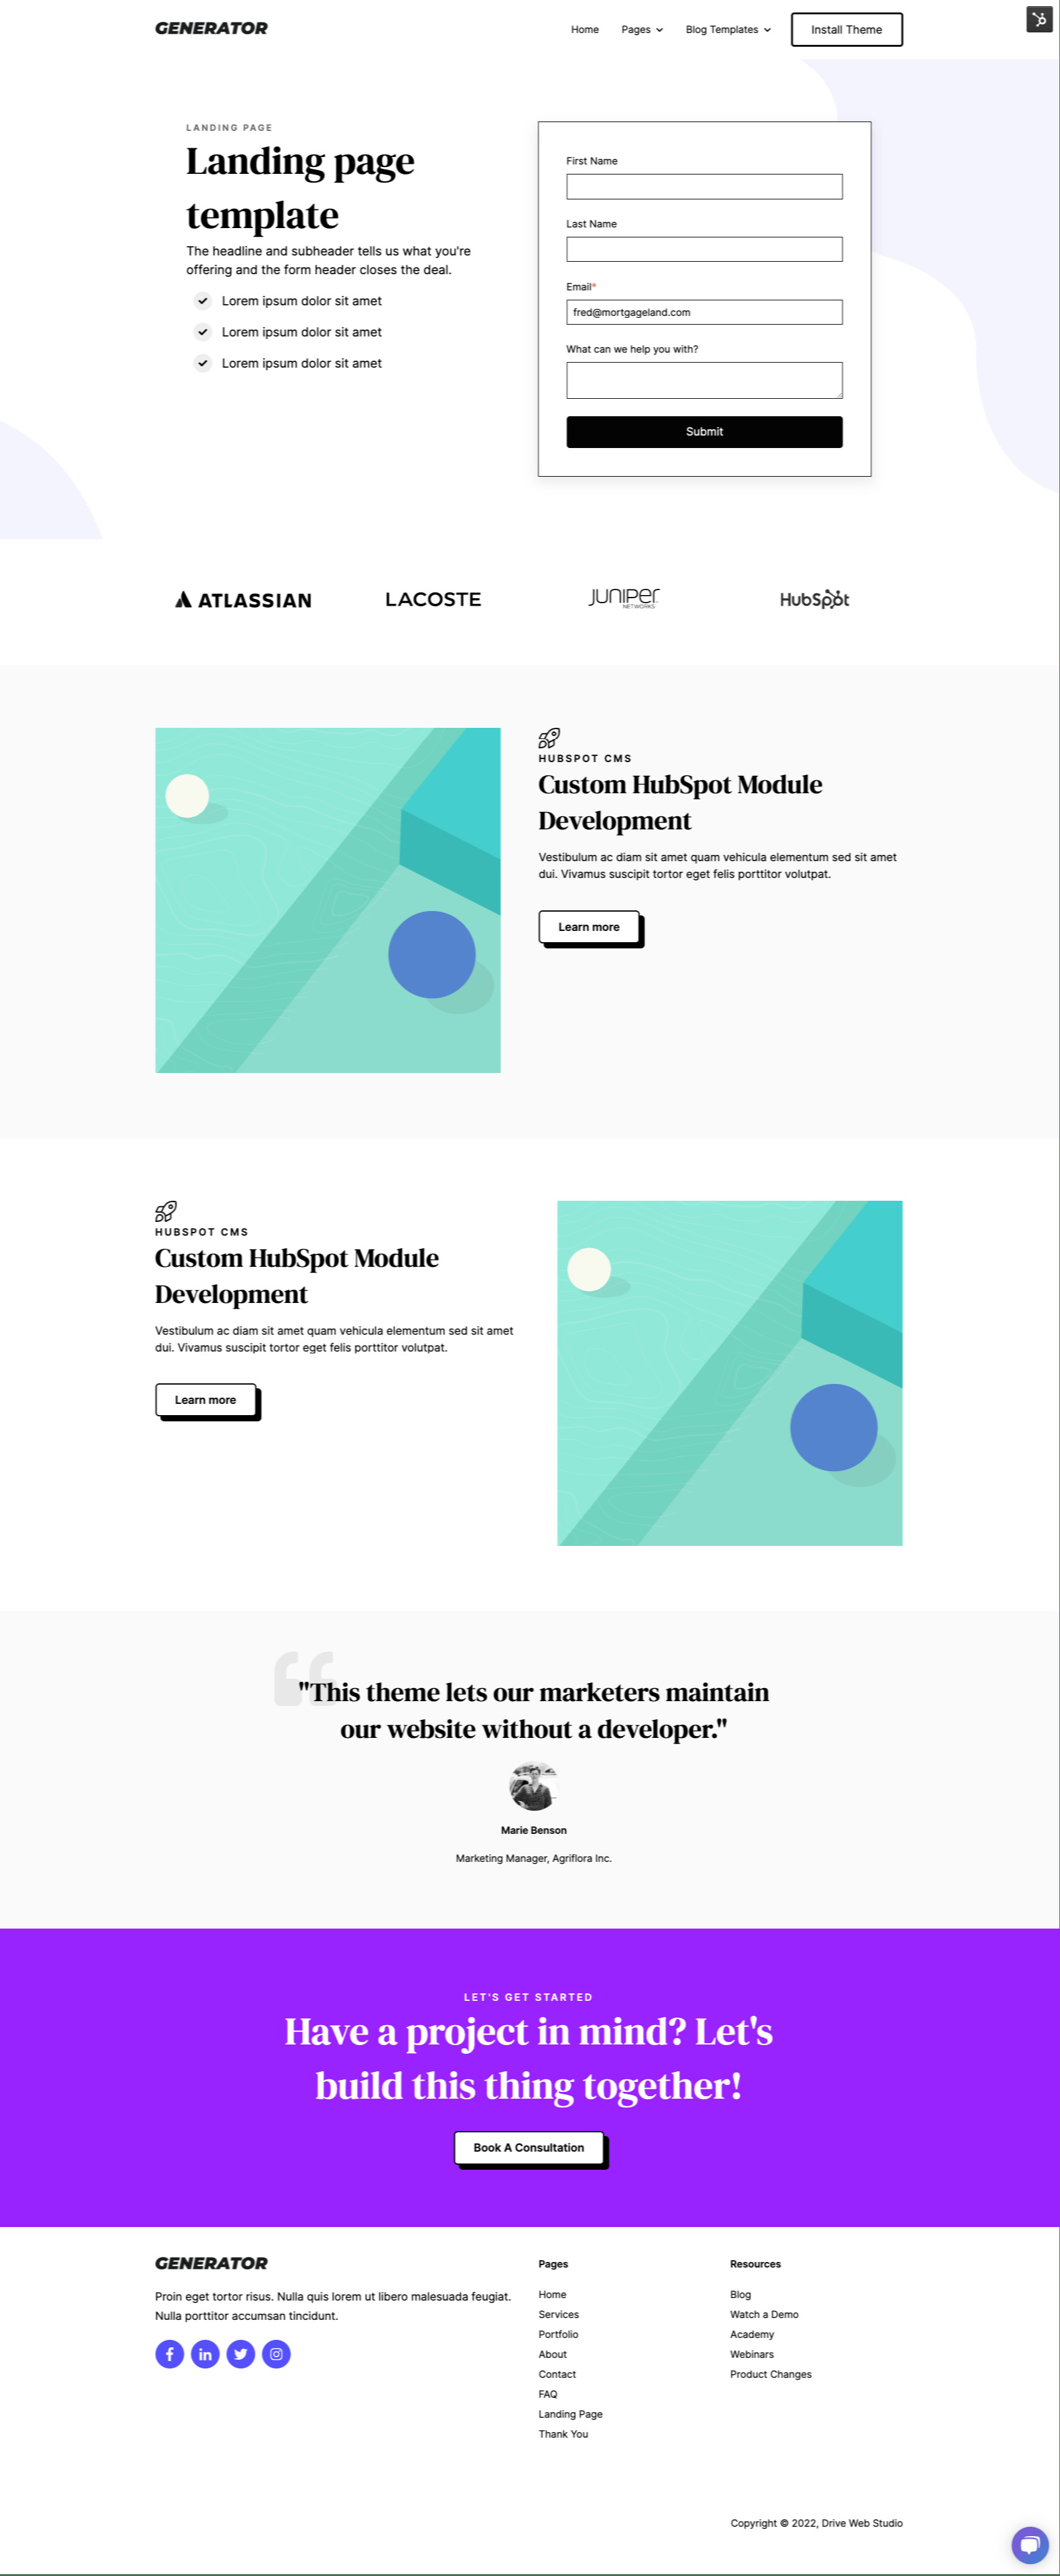 GENERATOR
Home
Pages
Blog Templates
Install Theme
LANDING PAGE
Landing page
template
The headline and subheader tells us what you're
offering and the form header closes the deal.
Lorem ipsum dolor sit amet
Lorem ipsum dolor sit amet
Lorem ipsum dolor sit amet
First Name
Last Name
Email*
fred@mortgageland.com
What can we help you with?
Submit
ATLASSIAN
LACOSTE
JUNIPer
NETWORKS
HubSpot
HUBSPOT CMS
Custom HubSpot Module
Development
Vestibulum ac diam sit amet quam vehicula elementum sed sit amet
dui. Vivamus suscipit tortor eget felis porttitor volutpat.
Learn more
HUBSPOT CMS
Custom HubSpot Module
Development
Vestibulum ac diam sit amet quam vehicula elementum sed sit amet
dui. Vivamus suscipit tortor eget felis porttitor volutpat.
Learn more
"This theme lets our marketers maintain
our website without a developer."
Marie Benson
Marketing Manager, Agriflora Inc.
LET'S GET STARTED
Have a project in mind? Let's
build this thing together!
Book A Consultation
GENERATOR
Proin eget tortor risus. Nulla quis lorem ut libero malesuada feugiat.
Nulla porttitor accumsan tincidunt.
Pages
Home
Services
Portfolio
About
Contact
FAQ
Landing Page
Thank You
Resources
Blog
Watch a Demo
Academy
Webinars
Product Changes
Copyright © 2022, Drive Web Studio